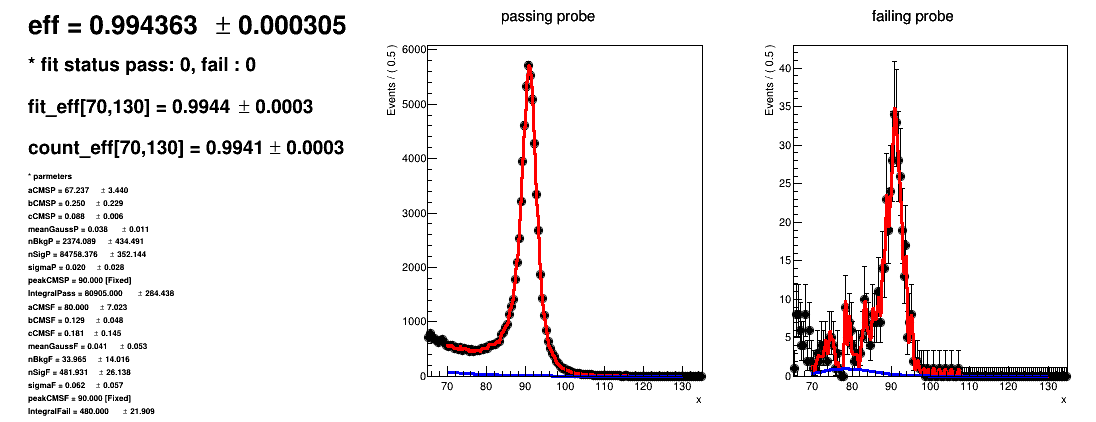 eff = 0.994363 ± 0.000305
* fit status pass: 0, fail : 0
fit_eff[70,130] = 0.9944 ± 0.0003
count_eff[70,130] = 0.9941 ± 0.0003
* parmeters
aCMSP = 67.237 ± 3.440
bCMSP = 0.250 ± 0.229
cCMSP = 0.088 ± 0.006
meanGaussP = 0.038 ± 0.011
nBkgP = 2374.089 ± 434.491
nSigP = 84758.376 ± 352.144
sigmaP = 0.020 ± 0.028
peakCMSP = 90.000 [Fixed]
IntegralPass = 80905.000 ± 284.438
aCMSF = 80.000 ± 7.023
bCMSF = 0.129 ± 0.048
cCMSF = 0.181 ± 0.145
meanGaussF = 0.041 ± 0.053
nBkgF = 33.965 ± 14.016
nSigF = 481.931 ± 26.138
sigmaF = 0.062 ± 0.057
peakCMSF = 90.000 [Fixed]
IntegralFail = 480.000 ± 21.909
passing probe
Events / ( 0.5 )
6000
5000
4000
3000
2000
1000
0
70 80 90 100 110 120 130
x
failing probe
Events / ( 0.5 )
40
35
30
25
20
15
10
5
0
70 80 90 100 110 120 130
x